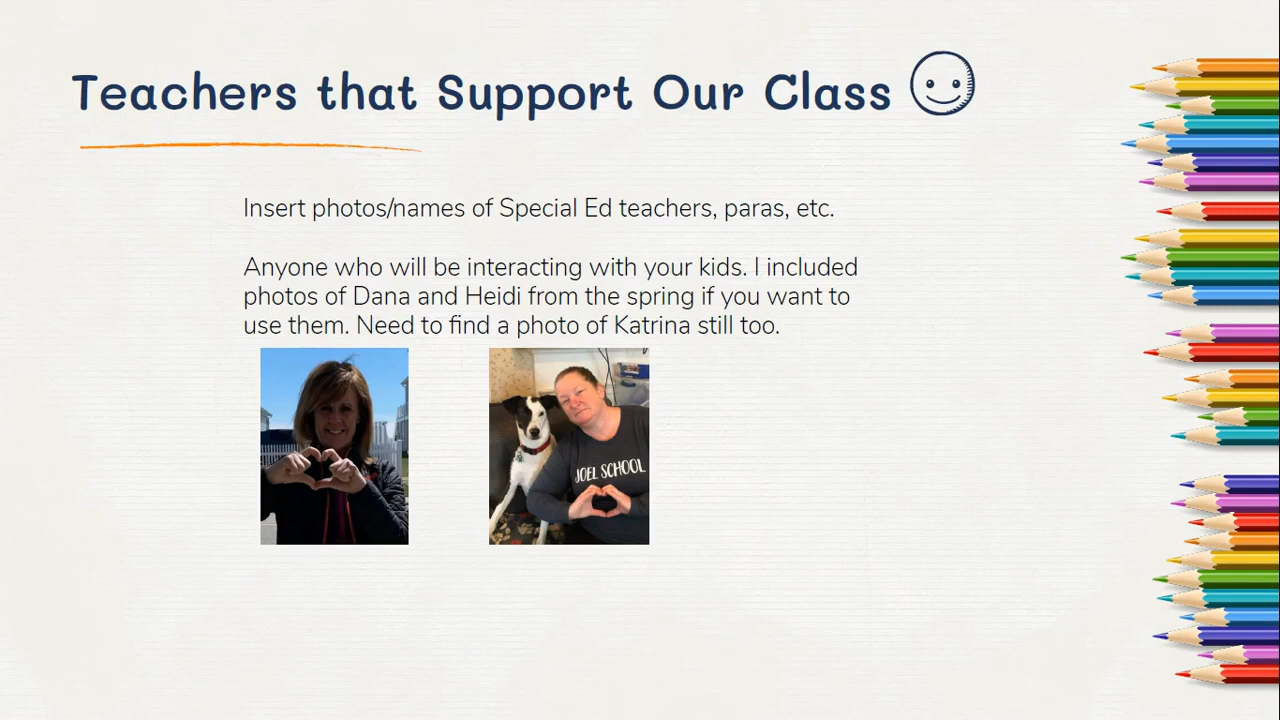 Teachers that Support Our Class
Insert photos/names of Special Ed teachers, paras, etc.
Anyone who will be interacting with your kids. I included
photos of Dana and Heidi from the spring if you want to
use them. Need to find a photo of Katrina still too.
JOEL SCHOOL